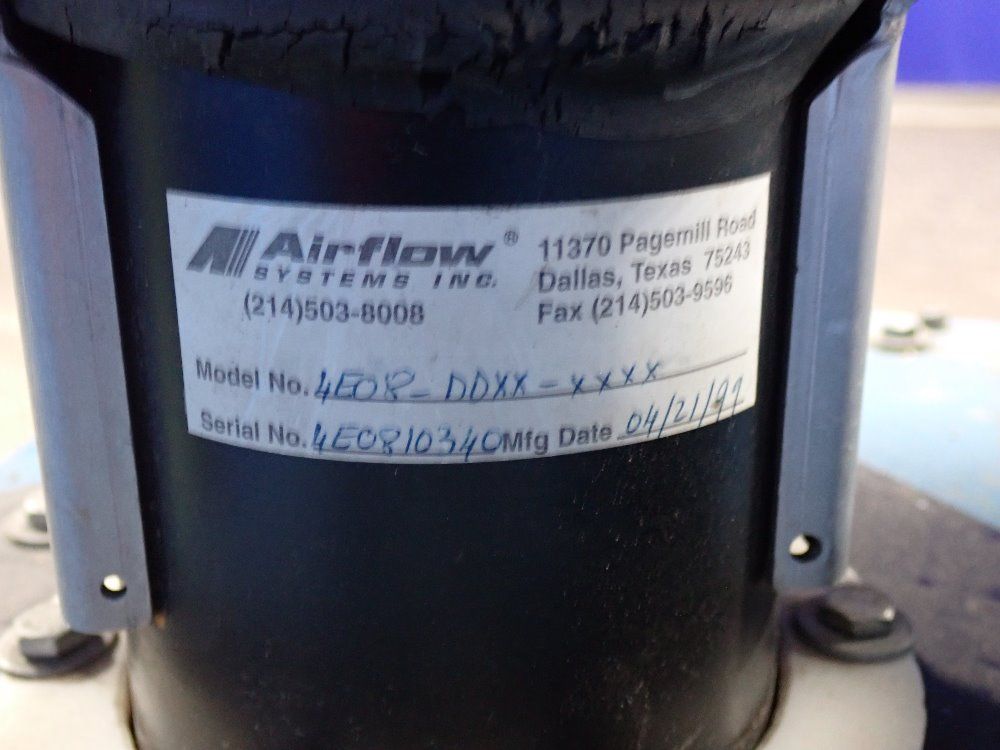 Airflow ®
SYSTEMS INC.
(214)503-8008
11370 Pagemill Road
Dallas, Texas 75243
Fax (214)503-9596
Model No. 4E08-DDXX-XXXX
Serial No. 4E0810340 Mfg Date 04/21/99